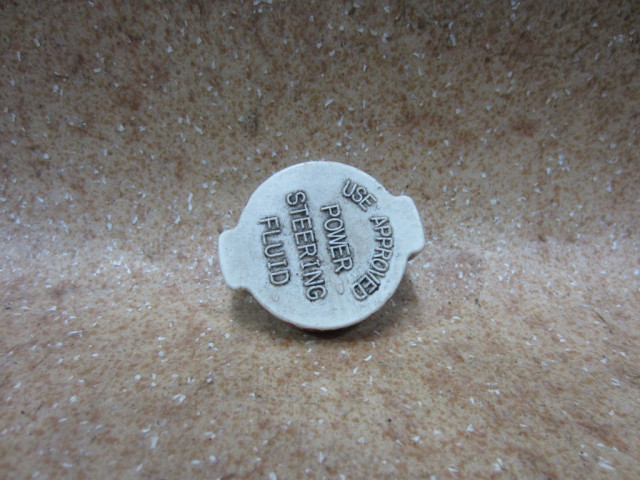 USE APPROVED
POWER
STEERING
FLUID